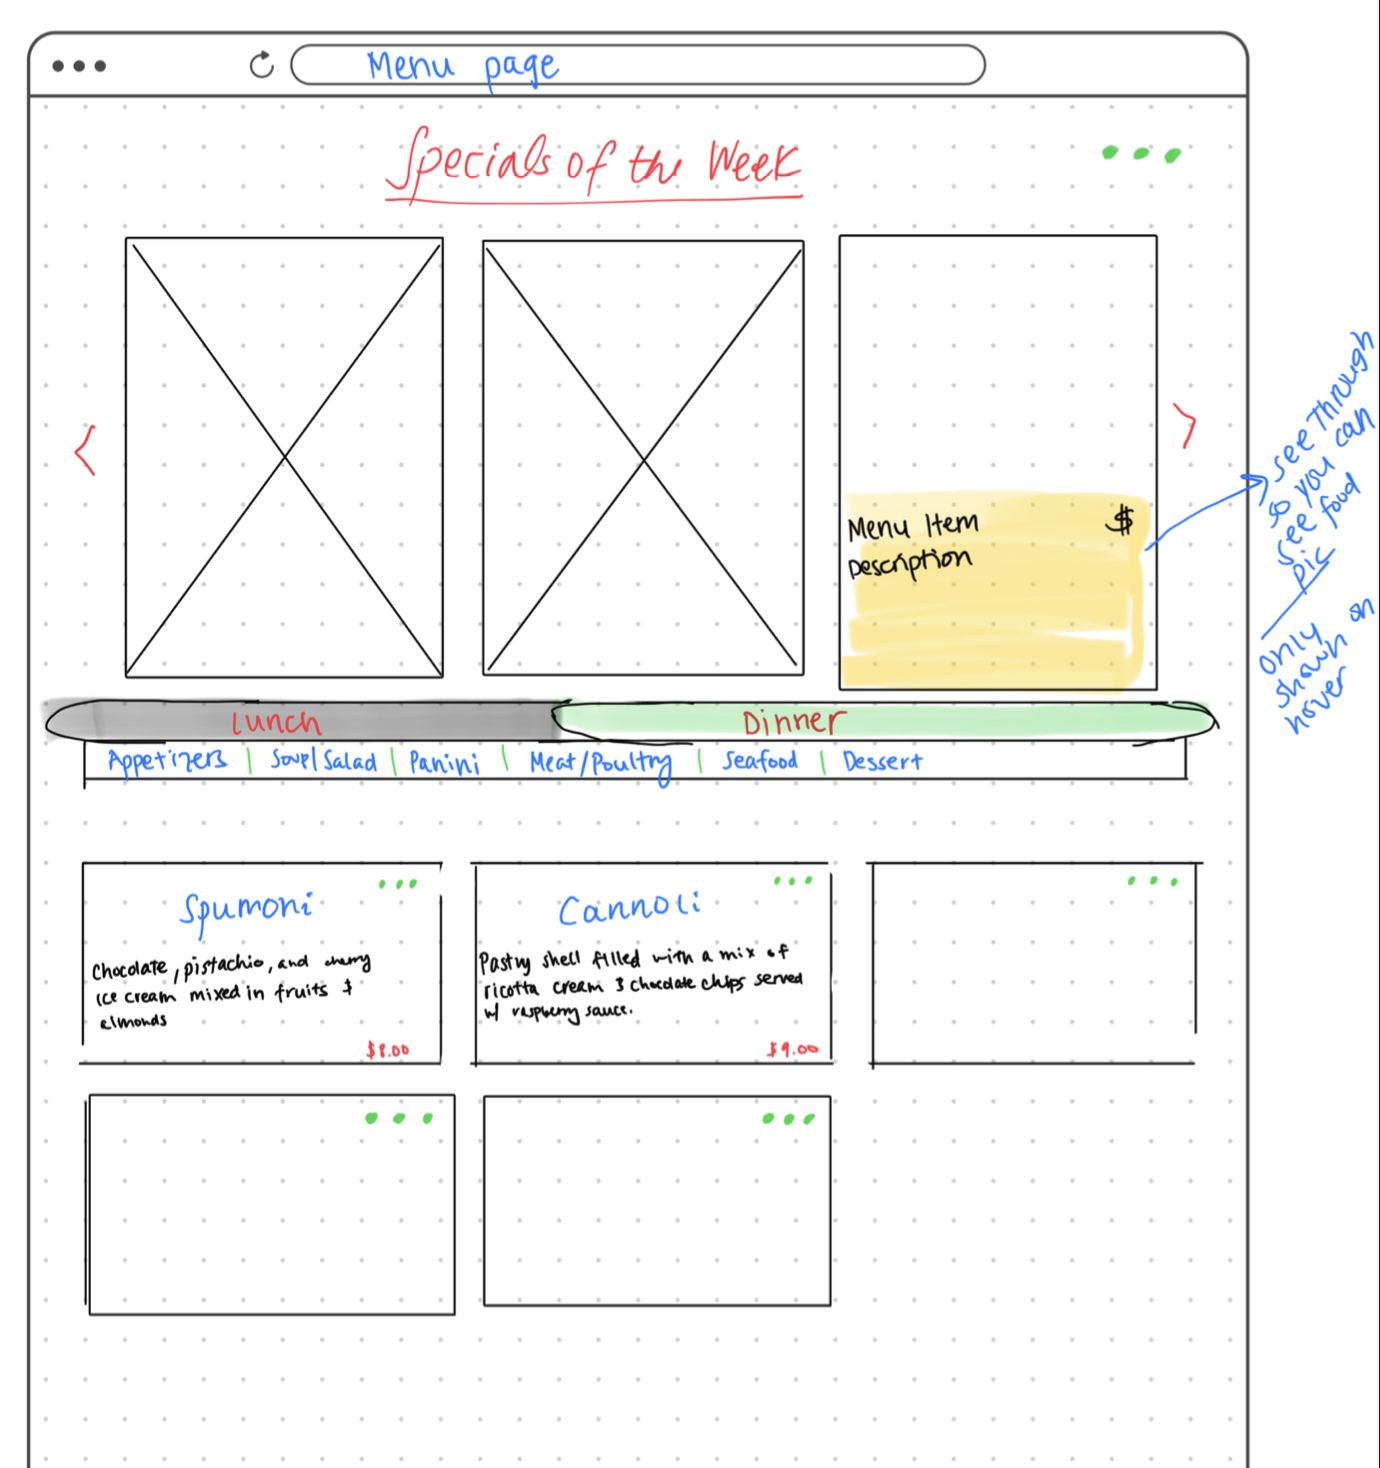 Menu page
Specials of the Week
<
>
Menu Item $
Description
see through
so you can
see food
pic
only
shown on
hover
Lunch Dinner
Appetizers | Soup/Salad | Panini | Meat/Poultry | Seafood | Dessert
Spumoni
Chocolate, pistachio, and cherry
ice cream mixed in fruits &
almonds
$8.00
Cannoli
Pastry shell filled with a mix of
ricotta cream & chocolate chips served
w/ raspberry sauce.
$9.00